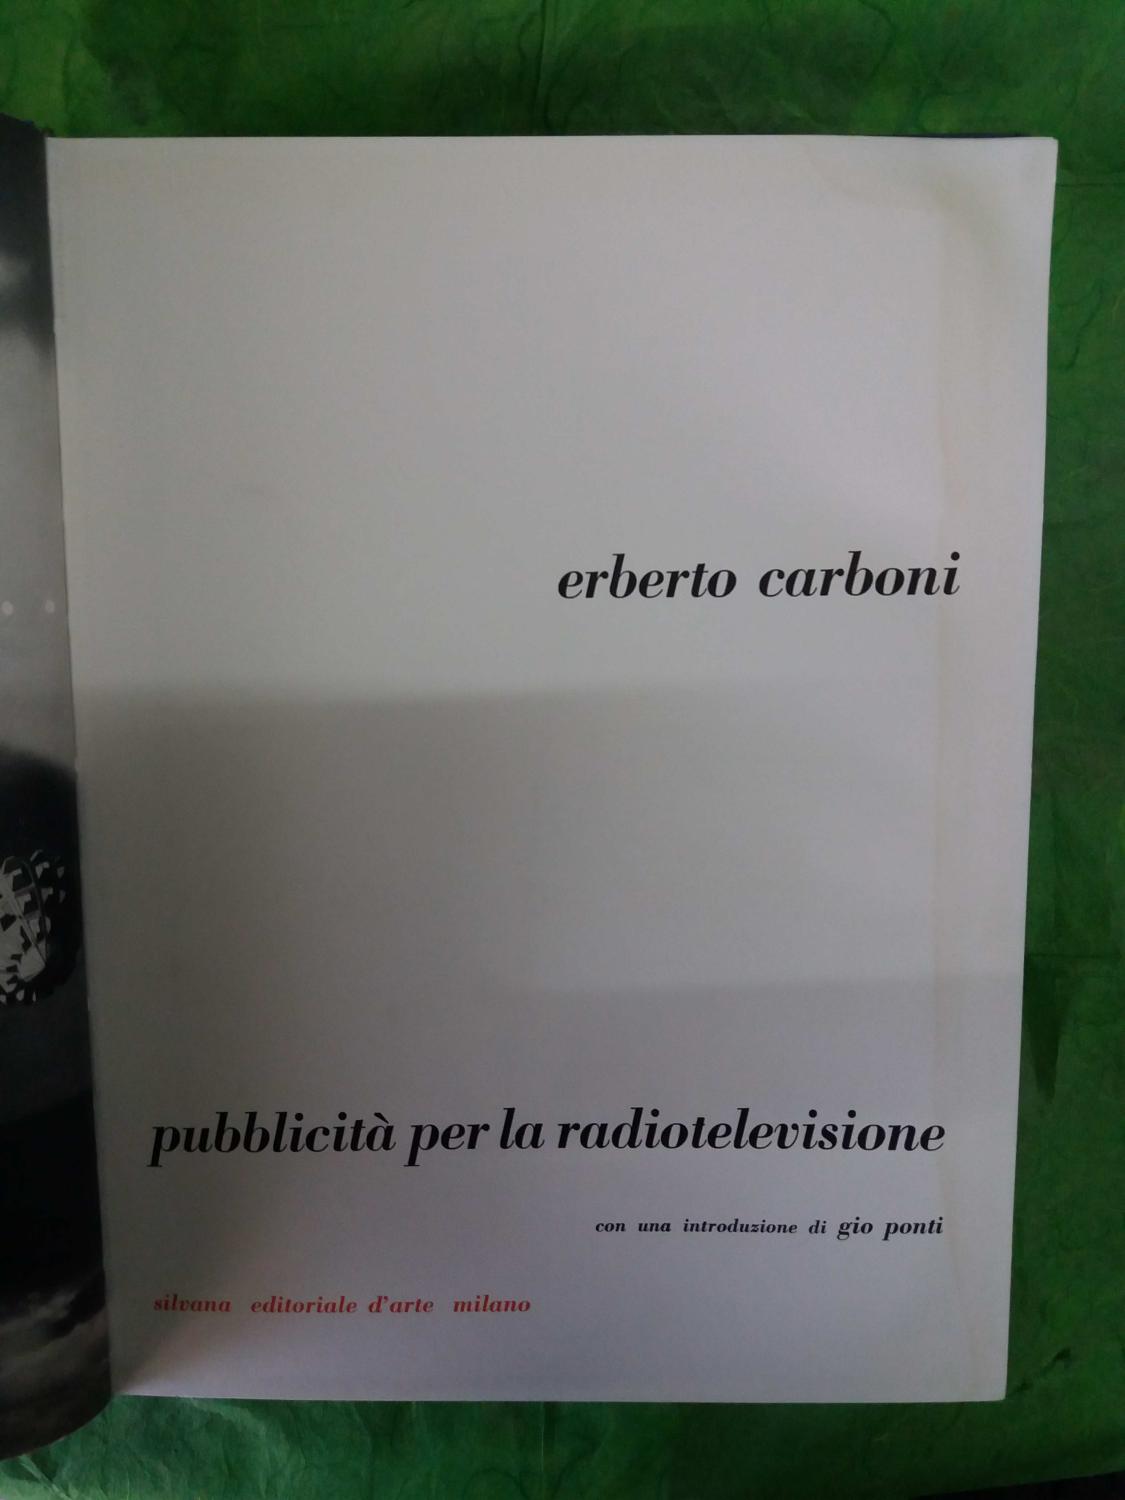 erberto carboni
pubblicità per la radiotelevisione
con una introduzione di gio ponti
silvana editoriale d'arte milano